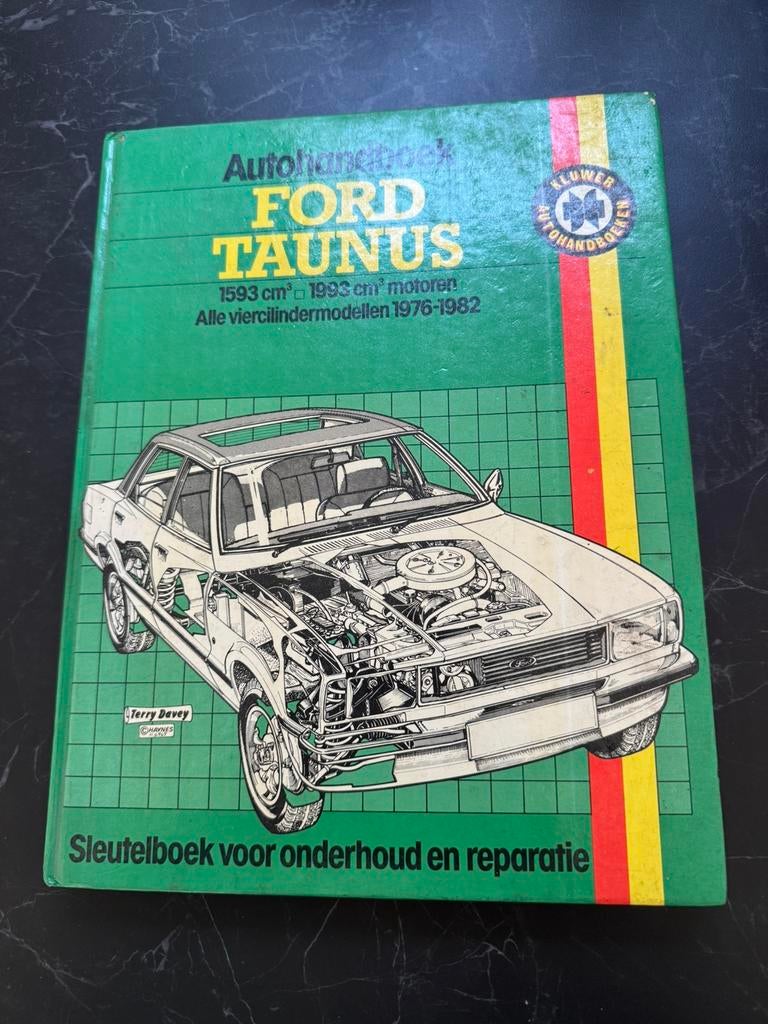 Autohandboek
FORD
TAUNUS
1593 cm³ □ 1993 cm³ motoren
Alle viercilindermodellen 1976-1982
KLUWER
AUTOHANDBOEKEN
Ford
Terry Davey
© HAYNES
Sleutelboek voor onderhoud en reparatie